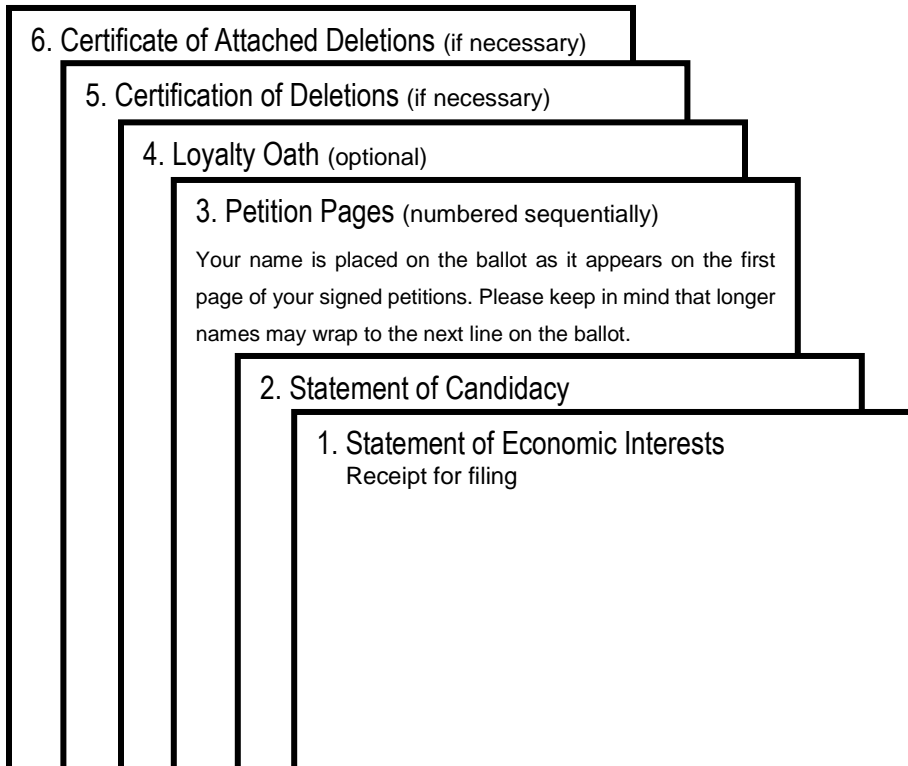 6. Certificate of Attached Deletions (if necessary)
5. Certification of Deletions (if necessary)
4. Loyalty Oath (optional)
3. Petition Pages (numbered sequentially)
Your name is placed on the ballot as it appears on the first
page of your signed petitions. Please keep in mind that longer
names may wrap to the next line on the ballot.
2. Statement of Candidacy
1. Statement of Economic Interests
Receipt for filing